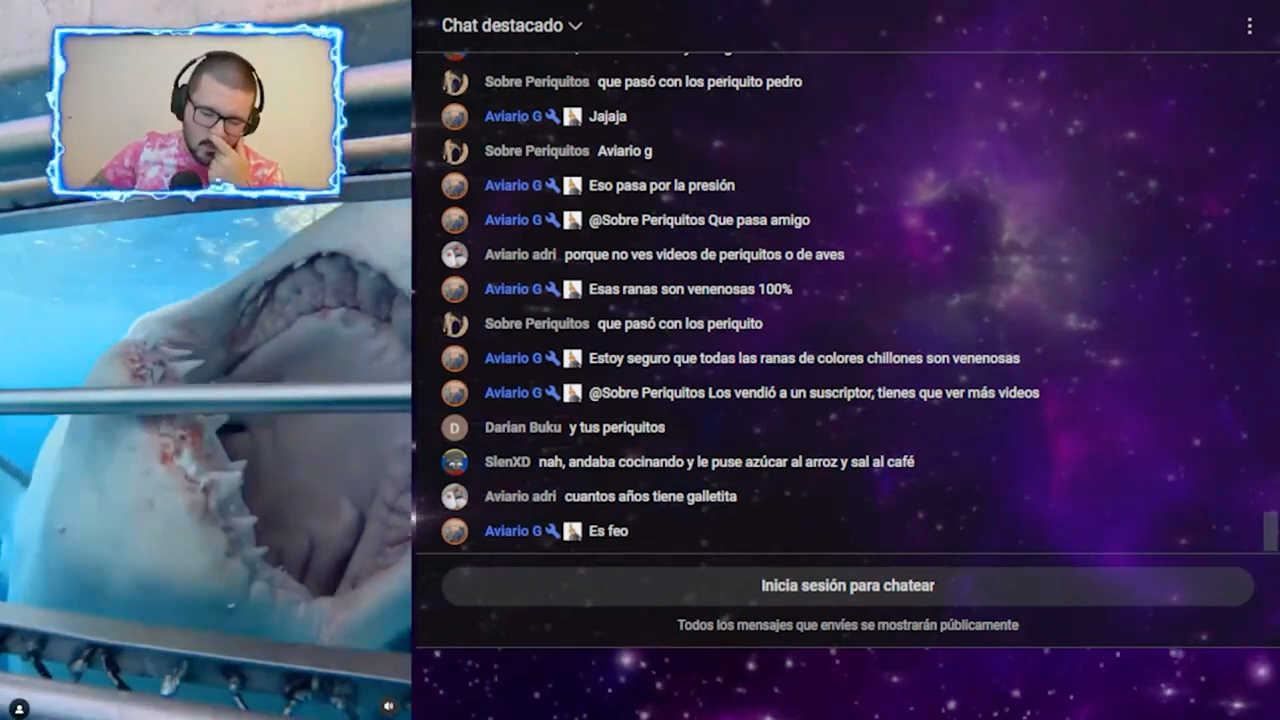 Chat destacado
Sobre Periquitos que pasó con los periquito pedro
Aviario G Jajaja
Sobre Periquitos Aviario g
Aviario G Eso pasa por la presión
Aviario G @Sobre Periquitos Que pasa amigo
Aviario adri porque no ves videos de periquitos o de aves
Aviario G Esas ranas son venenosas 100%
Sobre Periquitos que pasó con los periquito
Aviario G Estoy seguro que todas las ranas de colores chillones son venenosas
Aviario G @Sobre Periquitos Los vendió a un suscriptor, tienes que ver más videos
D Darian Buku y tus periquitos
SlenXD nah, andaba cocinando y le puse azúcar al arroz y sal al café
Aviario adri cuantos años tiene galletita
Aviario G Es feo
Inicia sesión para chatear
Todos los mensajes que envíes se mostrarán públicamente